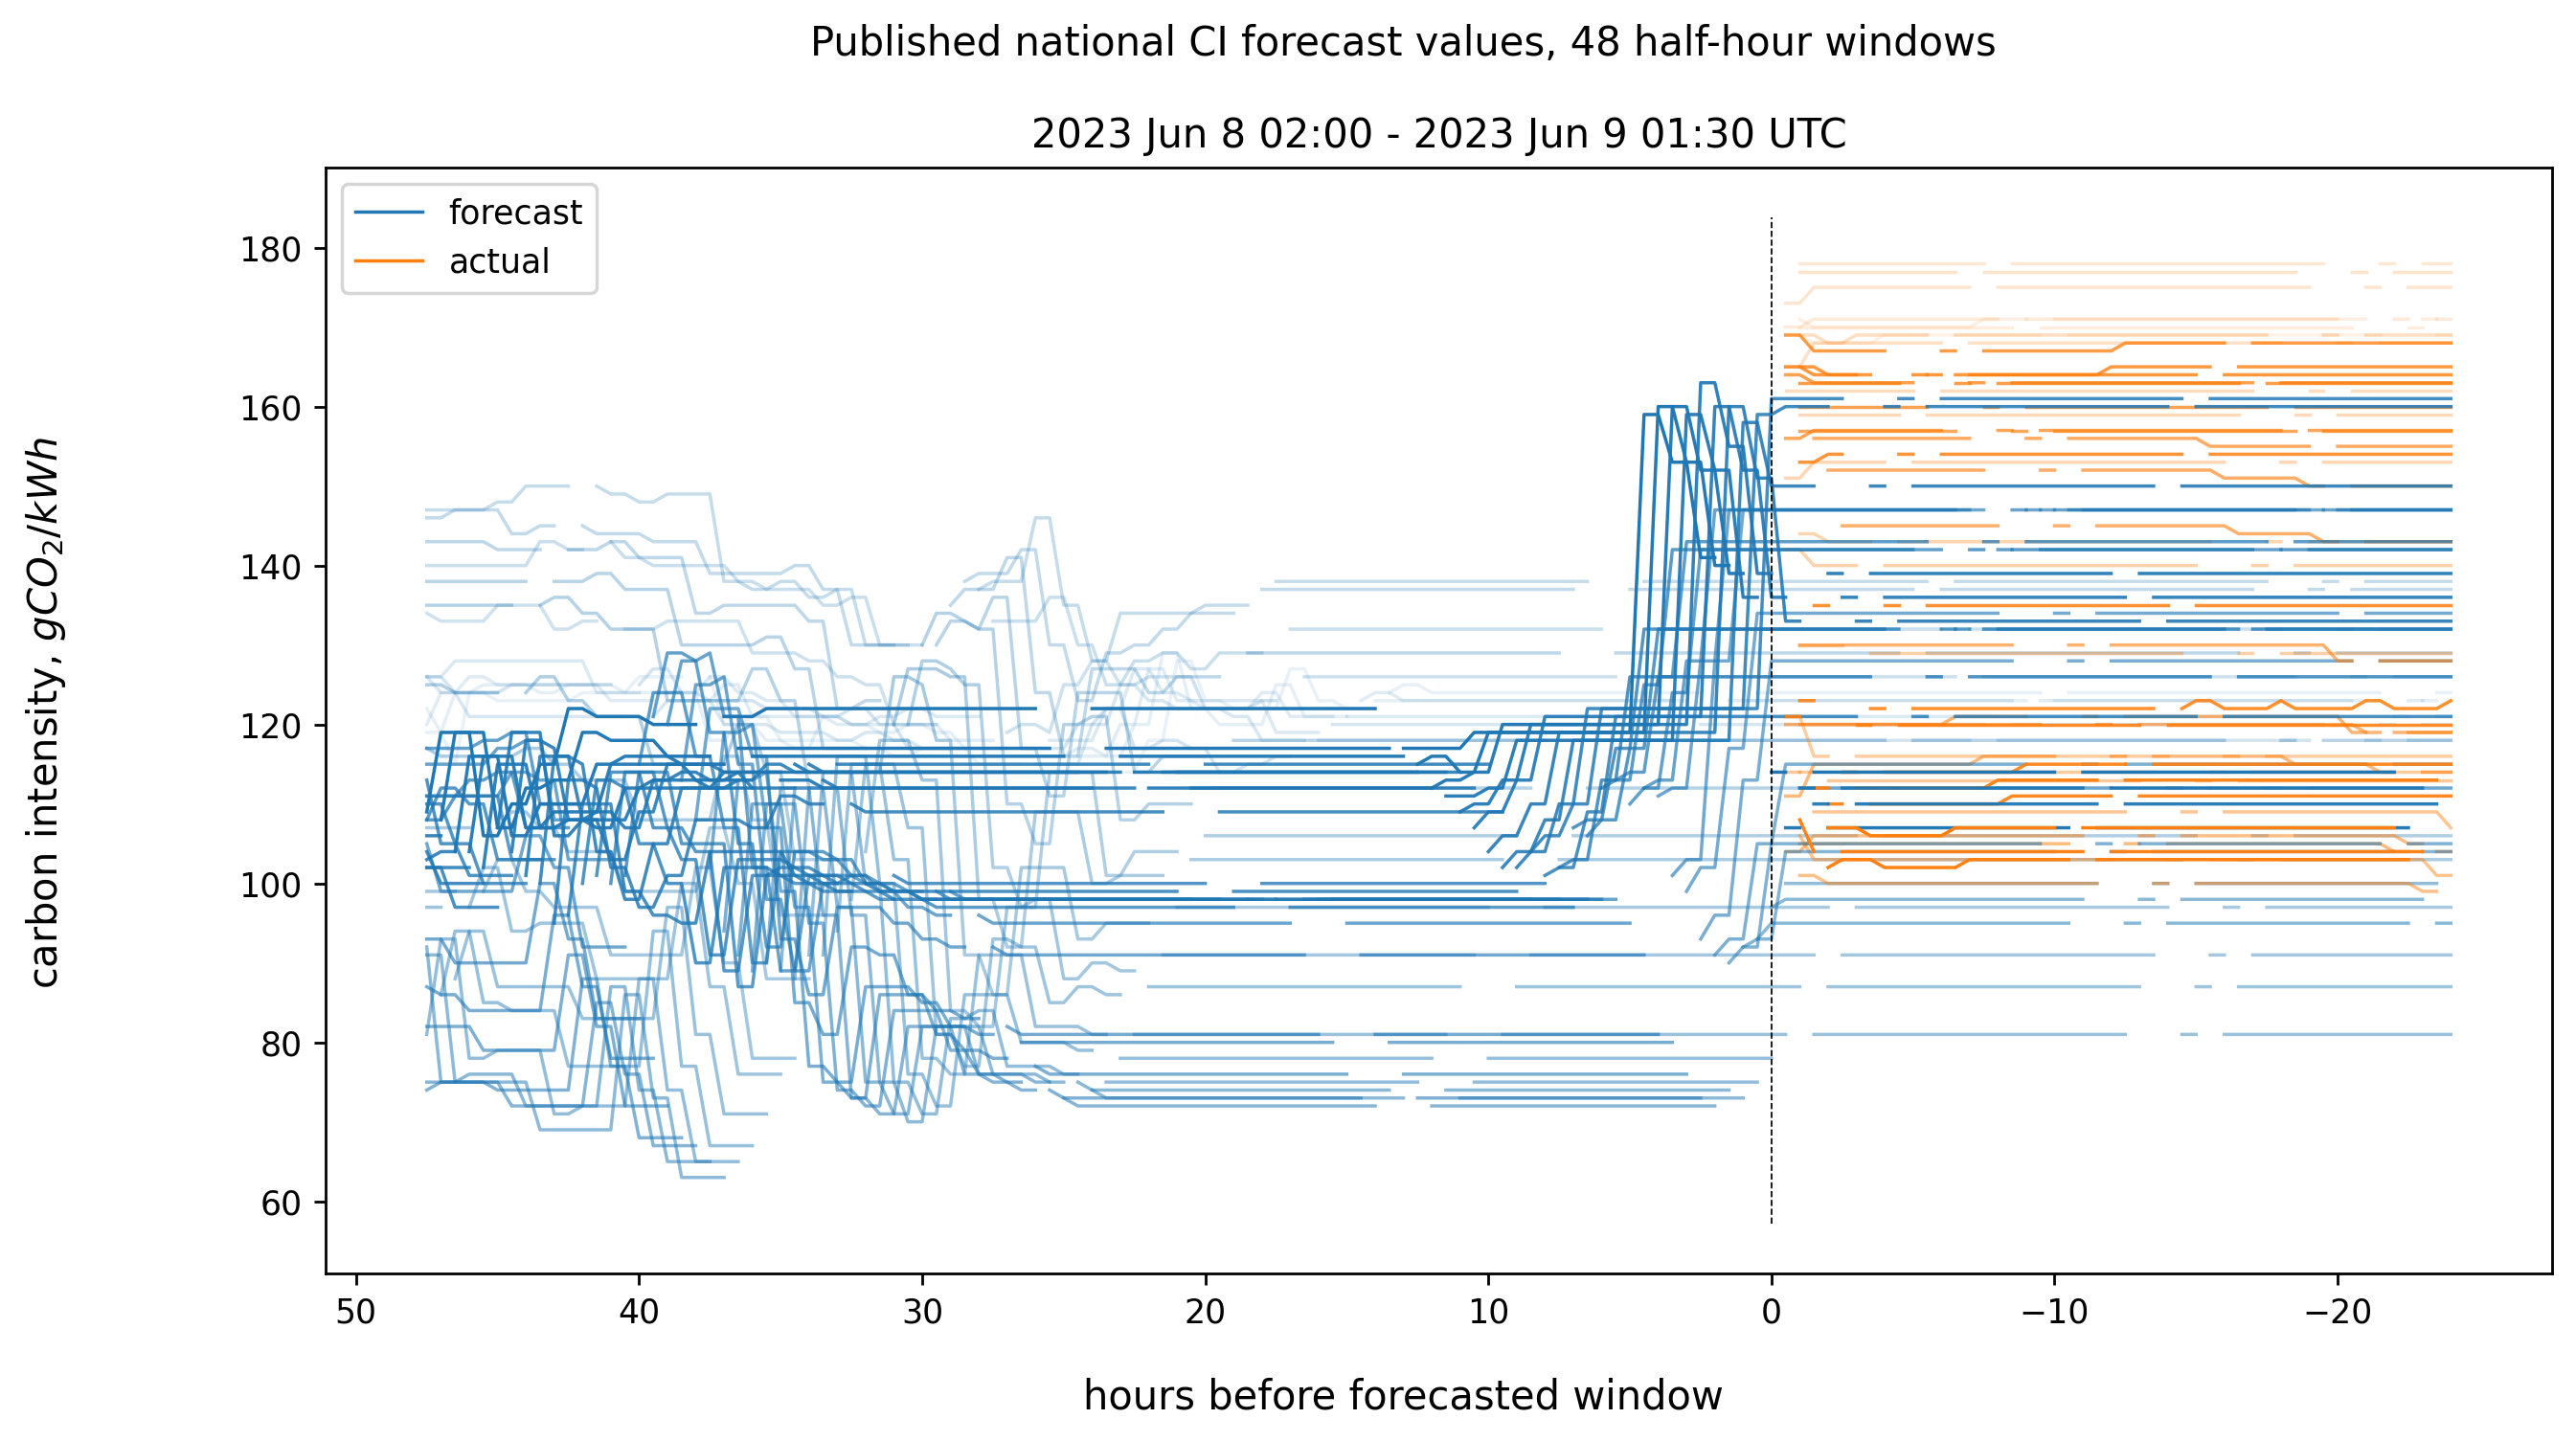 Published national CI forecast values, 48 half-hour windows
2023 Jun 8 02:00 - 2023 Jun 9 01:30 UTC
forecast
actual
carbon intensity, gCO₂/kWh
180
160
140
120
100
80
60
50 40 30 20 10 0 −10 −20
hours before forecasted window